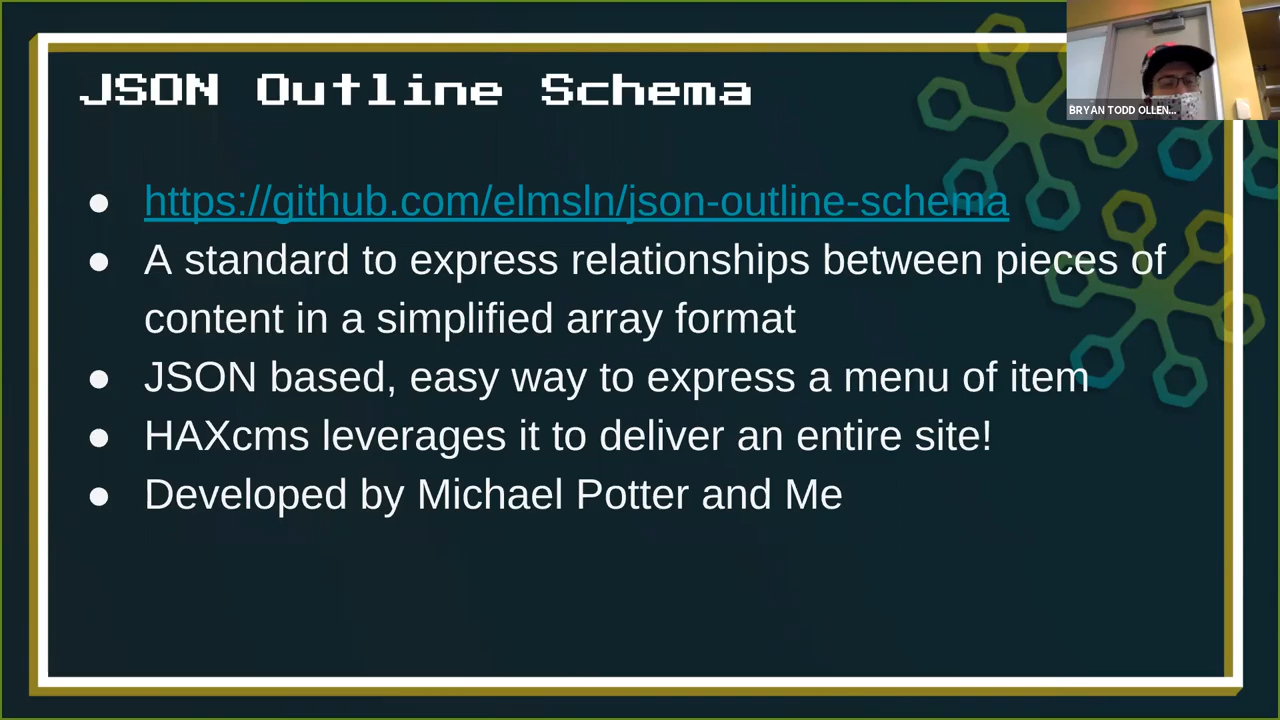 JSON Outline Schema
BRYAN TODD OLLEN...
https://github.com/elmsln/json-outline-schema
A standard to express relationships between pieces of
content in a simplified array format
JSON based, easy way to express a menu of item
HAXcms leverages it to deliver an entire site!
Developed by Michael Potter and Me